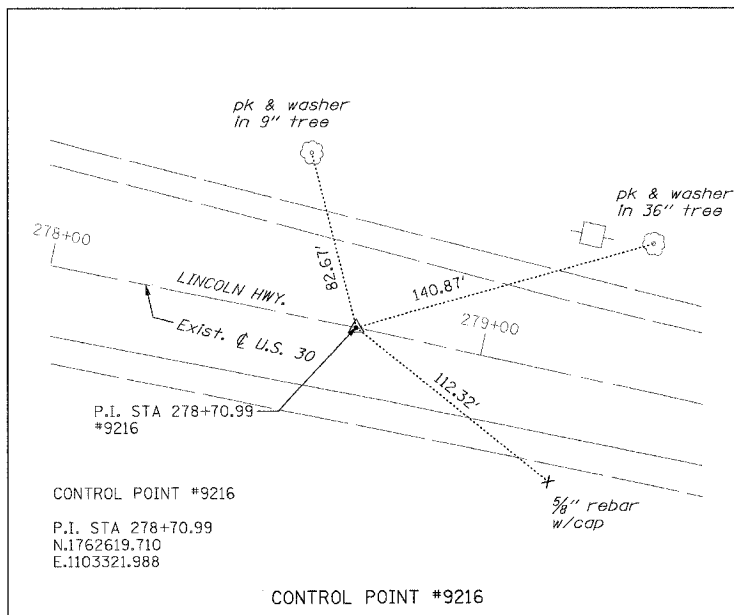 pk & washer
in 9" tree
pk & washer
in 36" tree
278+00
LINCOLN HWY.
82.67'
140.87'
279+00
Exist. ℄ U.S. 30
112.32'
P.I. STA 278+70.99
#9216
5/8" rebar
w/cap
CONTROL POINT #9216
P.I. STA 278+70.99
N.1762619.710
E.1103321.988
CONTROL POINT #9216